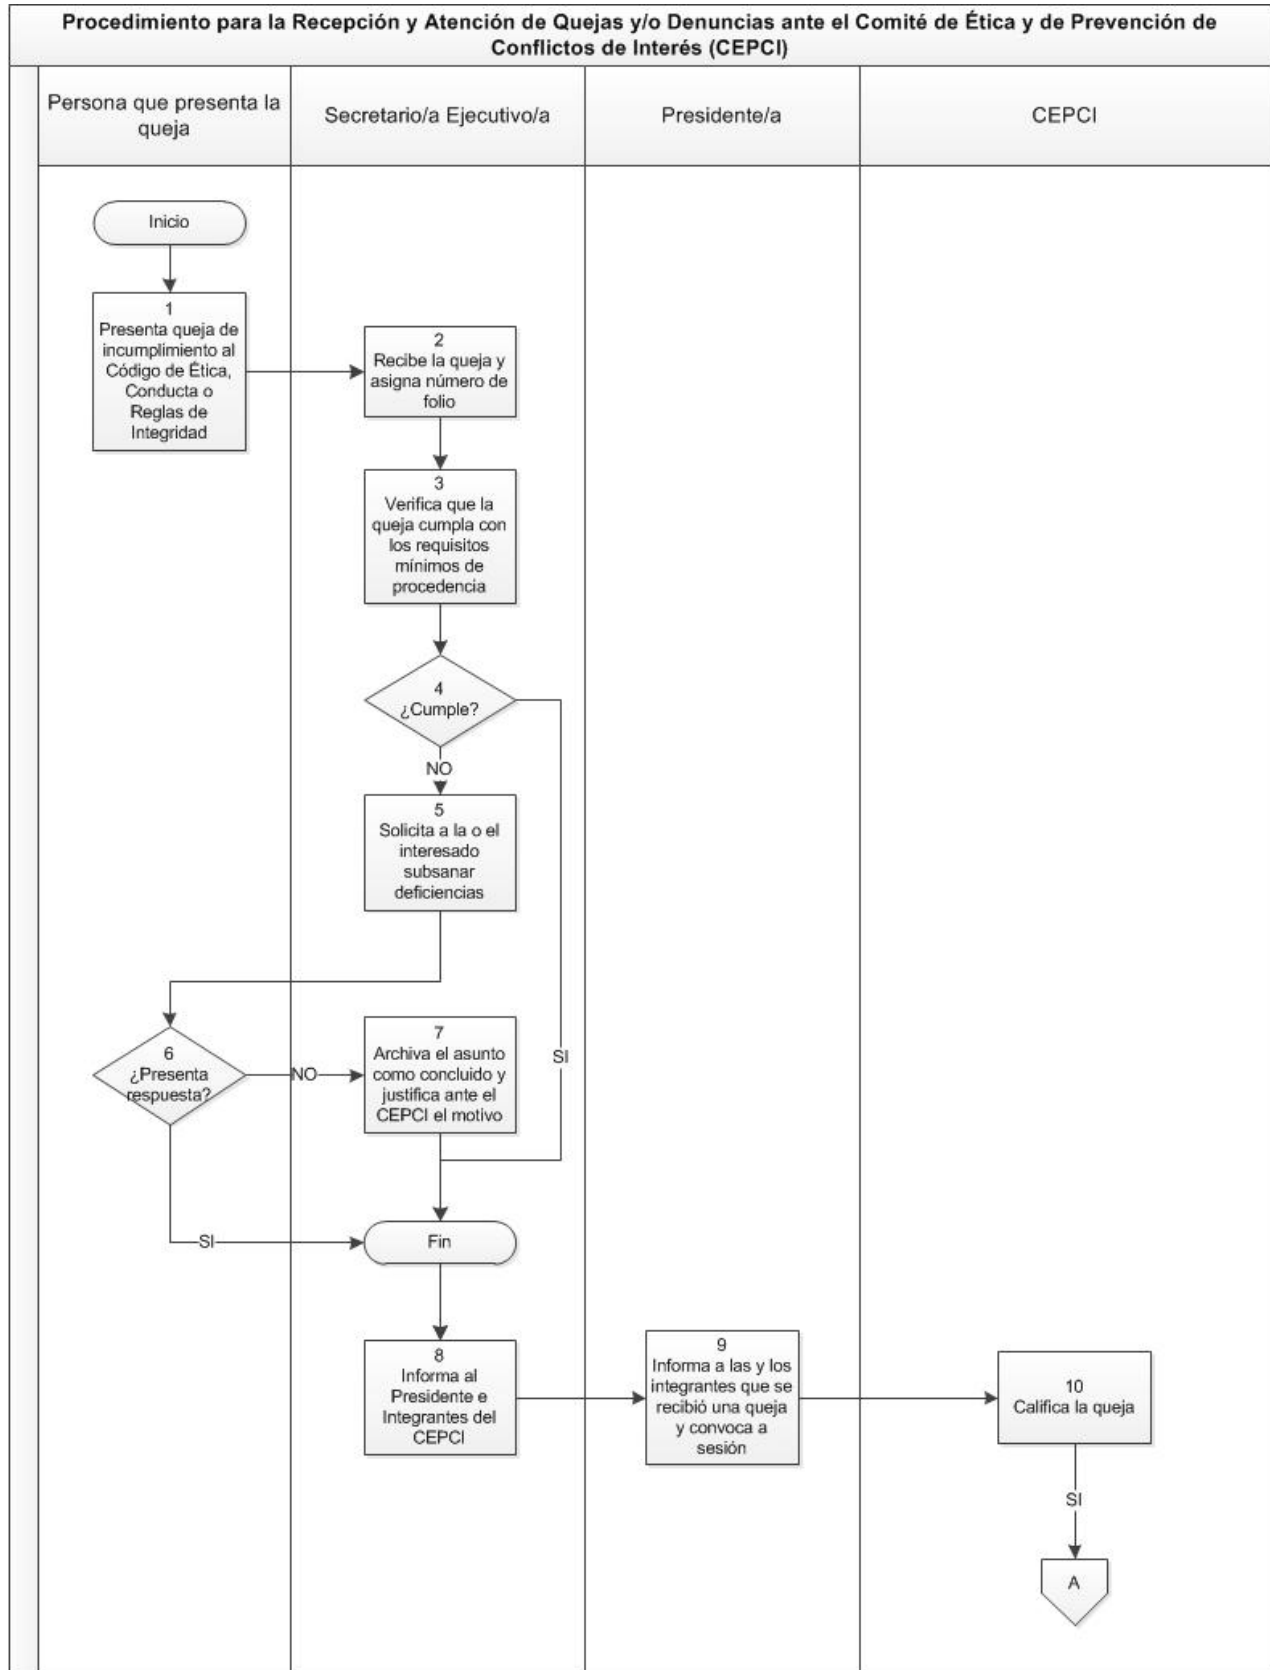 Procedimiento para la Recepción y Atención de Quejas y/o Denuncias ante el Comité de Ética y de Prevención de
Conflictos de Interés (CEPCI)
Persona que presenta la
queja
Secretario/a Ejecutivo/a
Presidente/a
CEPCI
Inicio
1
Presenta queja de
incumplimiento al
Código de Ética,
Conducta o
Reglas de
Integridad
2
Recibe la queja y
asigna número de
folio
3
Verifica que la
queja cumpla con
los requisitos
mínimos de
procedencia
4
¿Cumple?
NO
5
Solicita a la o el
interesado
subsanar
deficiencias
6
¿Presenta
respuesta?
NO
7
Archiva el asunto
como concluido y
justifica ante el
CEPCI el motivo
SI
SI
Fin
8
Informa al
Presidente e
Integrantes del
CEPCI
9
Informa a las y los
integrantes que se
recibió una queja
y convoca a
sesión
10
Califica la queja
SI
A